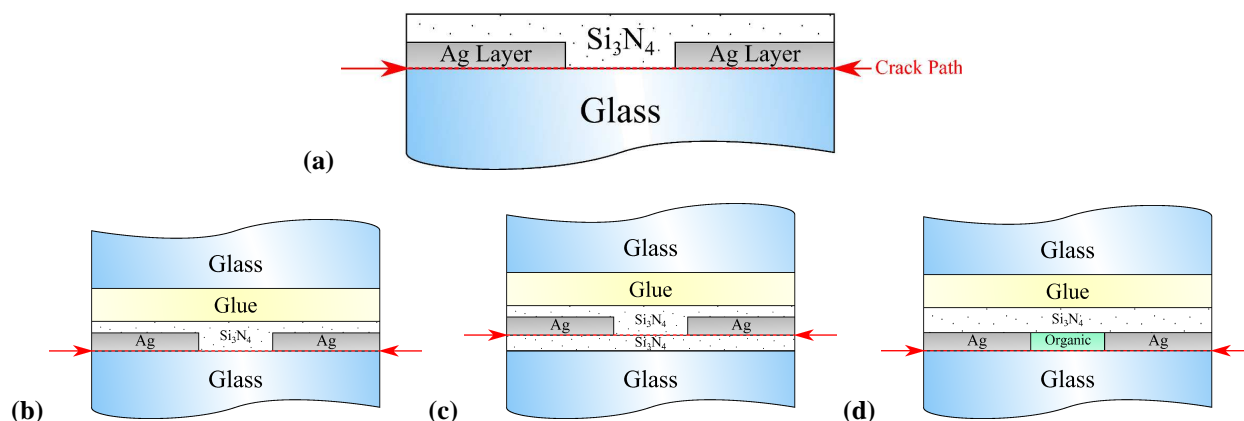 Si₃N₄
Ag Layer Ag Layer
Crack Path
Glass
(a)
Glass
Glue
Si₃N₄
Ag Ag
Glass
(b)
Glass
Glue
Si₃N₄
Ag Ag
Si₃N₄
Glass
(c)
Glass
Glue
Si₃N₄
Ag Organic Ag
Glass
(d)